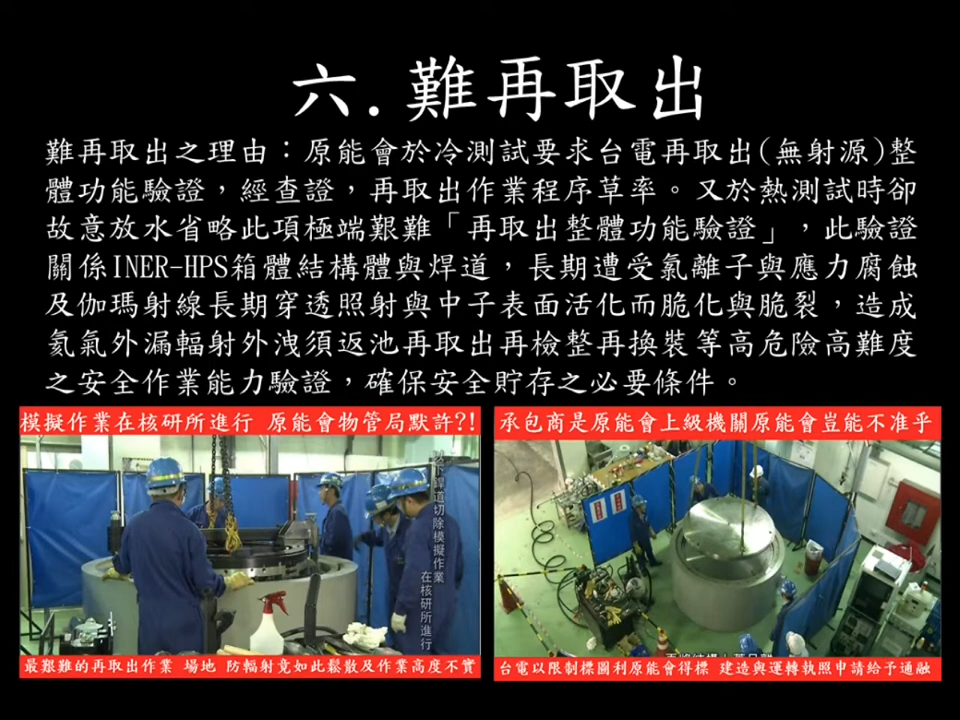 六.難再取出
難再取出之理由：原能會於冷測試要求台電再取出(無射源)整
體功能驗證，經查證，再取出作業程序草率。又於熱測試時卻
故意放水省略此項極端艱難「再取出整體功能驗證」，此驗證
關係INER-HPS箱體結構體與焊道，長期遭受氯離子與應力腐蝕
及伽瑪射線長期穿透照射與中子表面活化而脆化與脆裂，造成
氦氣外漏輻射外洩須返池再取出再檢整再換裝等高危險高難度
之安全作業能力驗證，確保安全貯存之必要條件。
模擬作業在核研所進行 原能會物管局默許?!
銲道切除模擬作業
在核研所進行
最艱難的再取出作業 場地 防輻射竟如此鬆散及作業高度不實
承包商是原能會上級機關原能會豈能不准乎
台電以限制標圖利原能會得標 建造與運轉執照申請給予通融